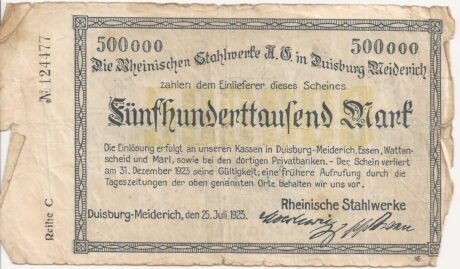 500000 500000
Die Rheinischen Stahlwerke A.G. in Duisburg Meiderich
zahlen dem Einlieferer dieses Scheines
Fünfhunderttausend Mark
Die Einlösung erfolgt an unseren Kassen in Duisburg-Meiderich, Essen, Watten-
scheid und Marl, sowie bei den dortigen Privatbanken. - Der Schein verliert
am 31. Dezember 1923 seine Gültigkeit; eine frühere Aufrufung durch die
Tageszeitungen der oben genannten Orte behalten wir uns vor.
Rheinische Stahlwerke
Duisburg-Meiderich, den 25. Juli 1923.
№ 124477
Reihe C